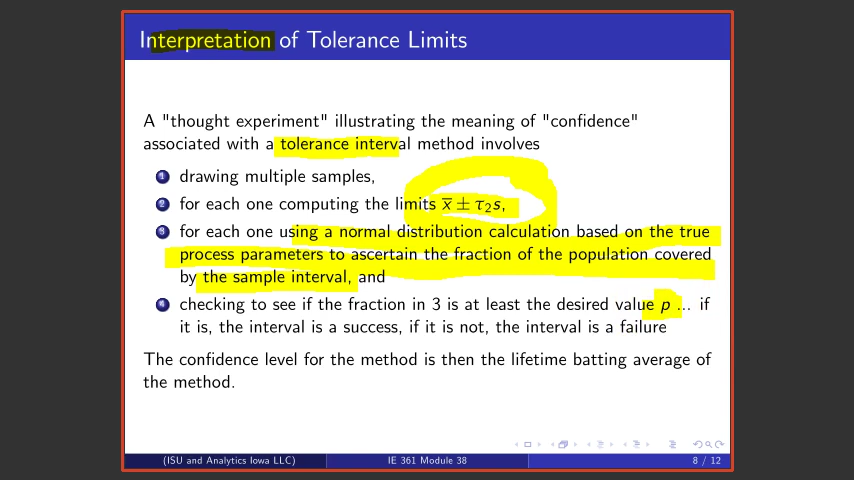 Interpretation of Tolerance Limits
A "thought experiment" illustrating the meaning of "confidence"
associated with a tolerance interval method involves
1 drawing multiple samples,
2 for each one computing the limits x̅ ± τ₂s,
3 for each one using a normal distribution calculation based on the true
process parameters to ascertain the fraction of the population covered
by the sample interval, and
4 checking to see if the fraction in 3 is at least the desired value p ... if
it is, the interval is a success, if it is not, the interval is a failure
The confidence level for the method is then the lifetime batting average of
the method.
(ISU and Analytics Iowa LLC) IE 361 Module 38 8 / 12